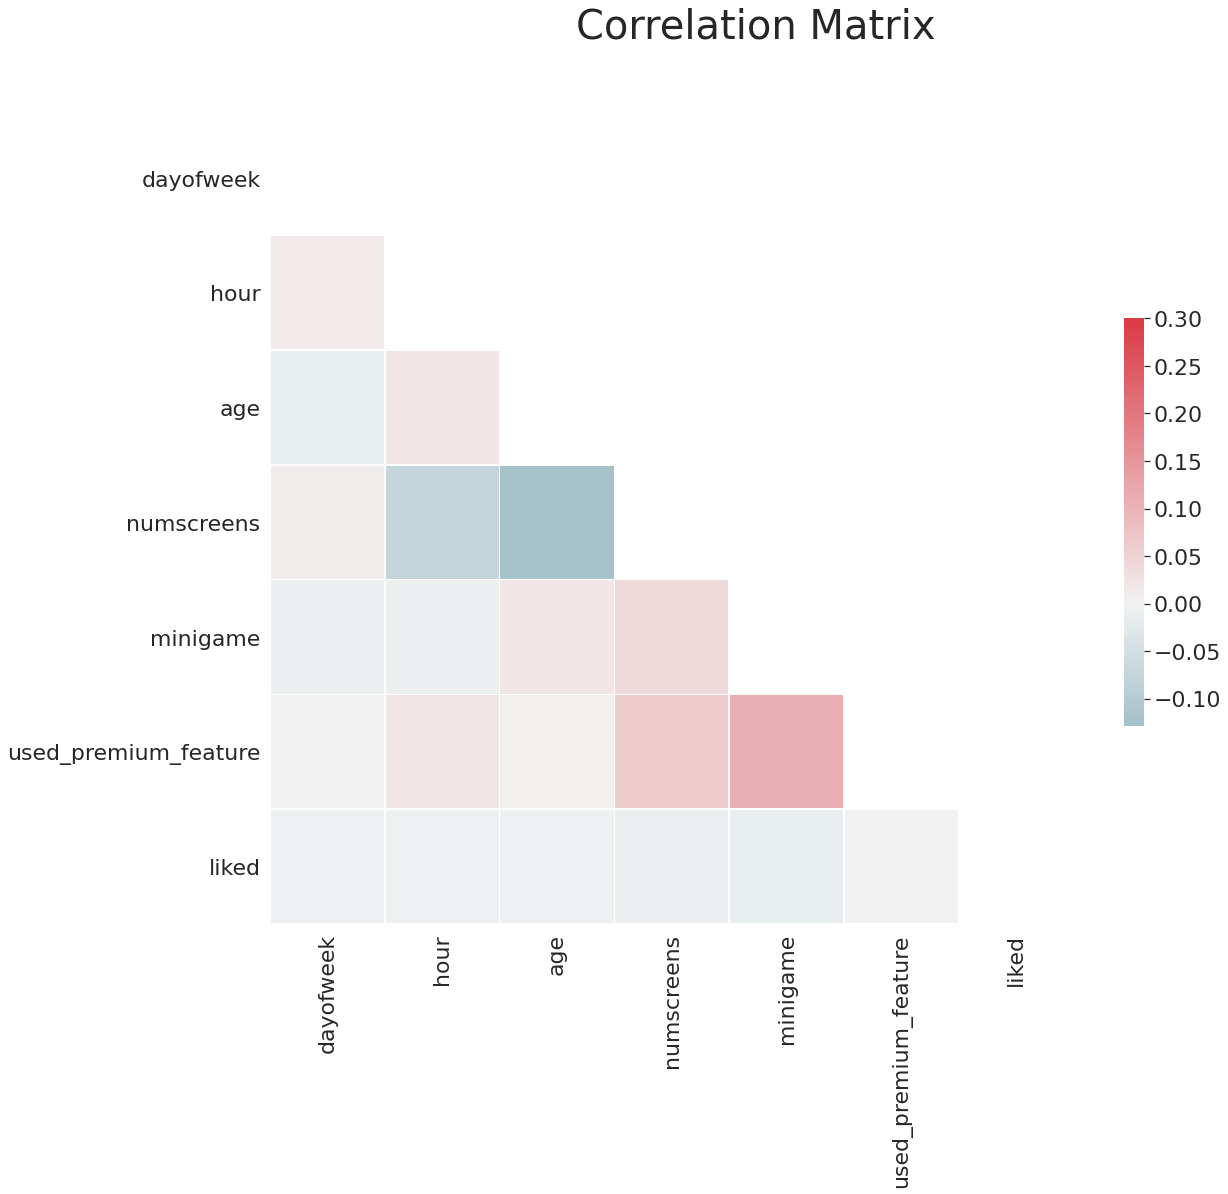 Correlation Matrix
dayofweek
hour
age
numscreens
minigame
used_premium_feature
liked
0.30
0.25
0.20
0.15
0.10
0.05
0.00
−0.05
−0.10
dayofweek
hour
age
numscreens
minigame
used_premium_feature
liked